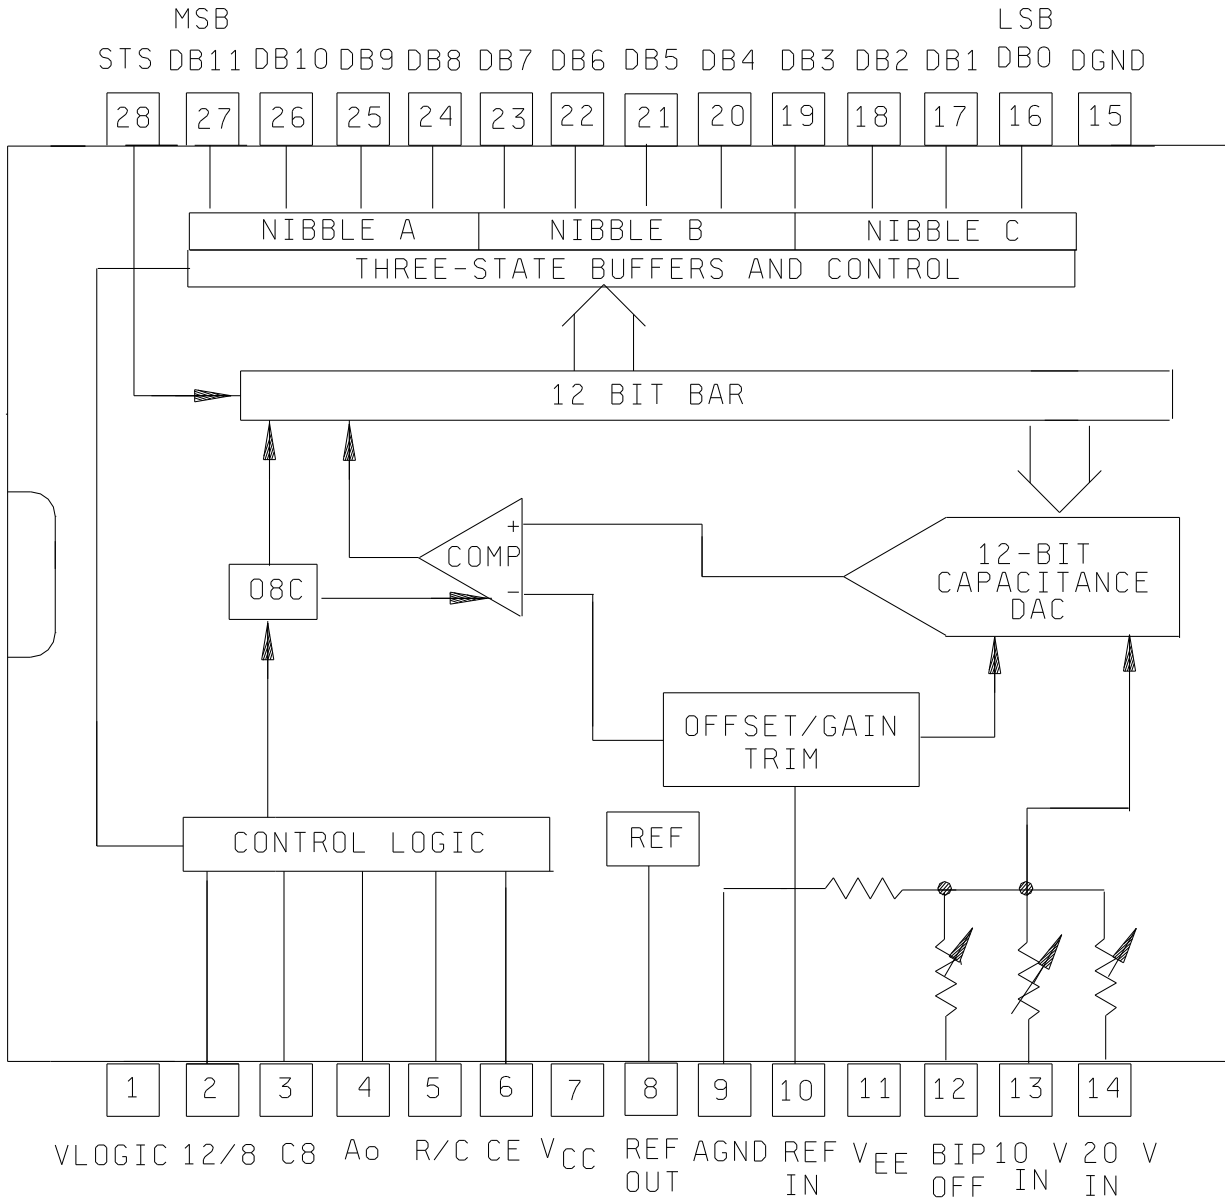 MSB LSB
STS DB11 DB10 DB9 DB8 DB7 DB6 DB5 DB4 DB3 DB2 DB1 DB0 DGND
28 27 26 25 24 23 22 21 20 19 18 17 16 15
NIBBLE A NIBBLE B NIBBLE C
THREE-STATE BUFFERS AND CONTROL
12 BIT BAR
+
COMP
-
12-BIT
CAPACITANCE
DAC
08C
OFFSET/GAIN
TRIM
REF
CONTROL LOGIC
1 2 3 4 5 6 7 8 9 10 11 12 13 14
VLOGIC 12/8 C8 Ao R/C CE VCC REF AGND REF VEE BIP 10 V 20 V
OUT IN OFF IN IN